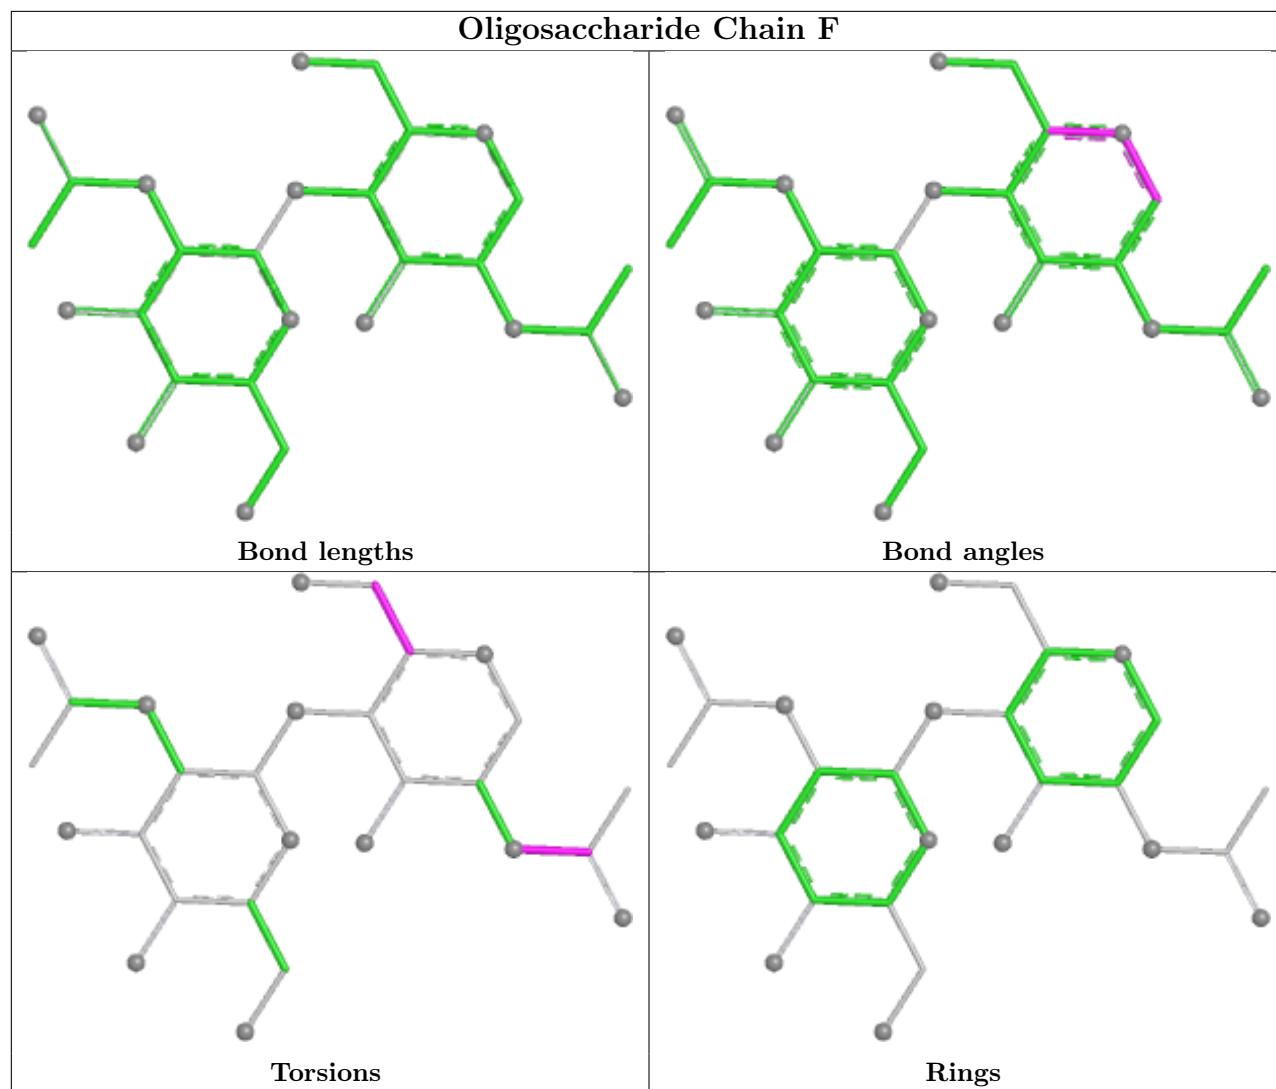 Oligosaccharide Chain F
Bond lengths
Bond angles
Torsions
Rings